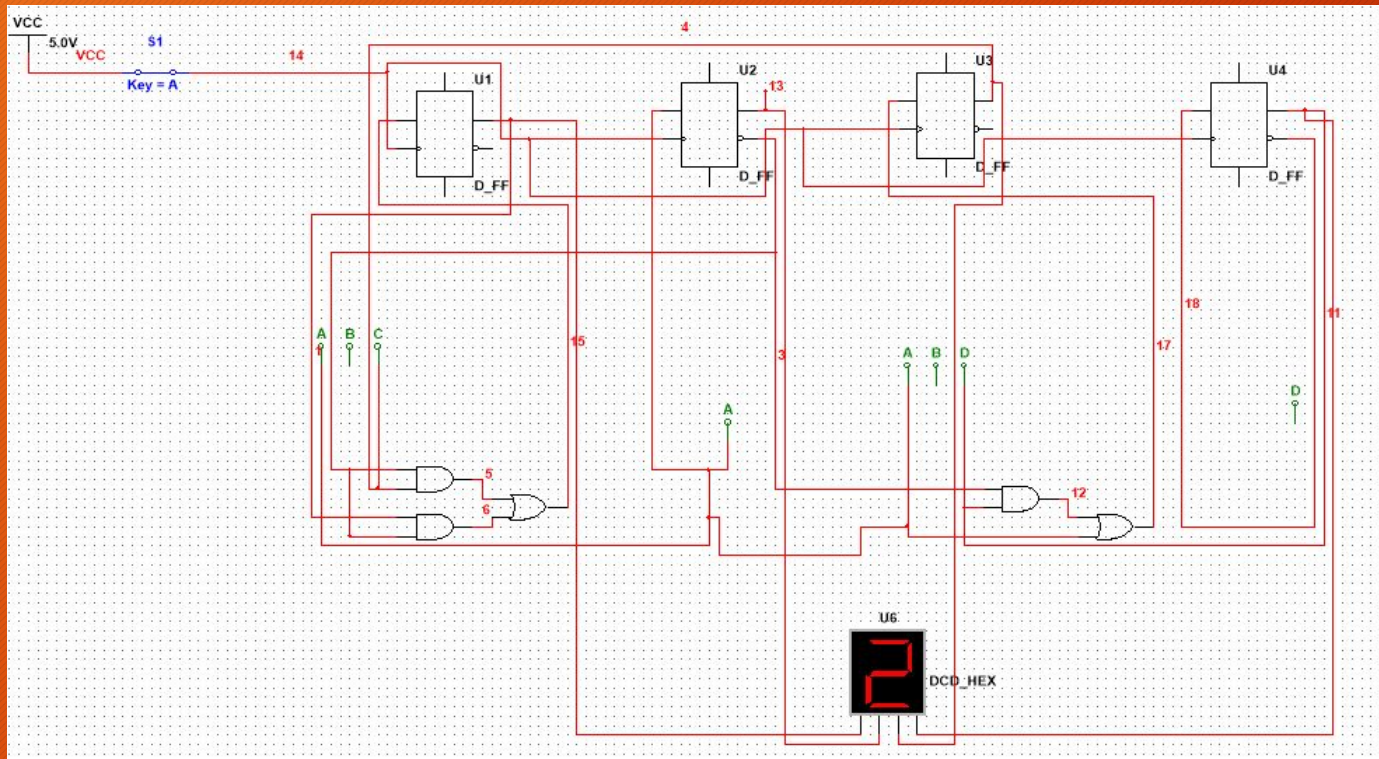 VCC
5.0V
VCC
S1
Key = A
14
4
U1
D_FF
U2
13
D_FF
U3
D_FF
U4
D_FF
A
B
C
1
15
3
A
A
B
D
17
18
11
D
5
6
12
U6
2
DCD_HEX